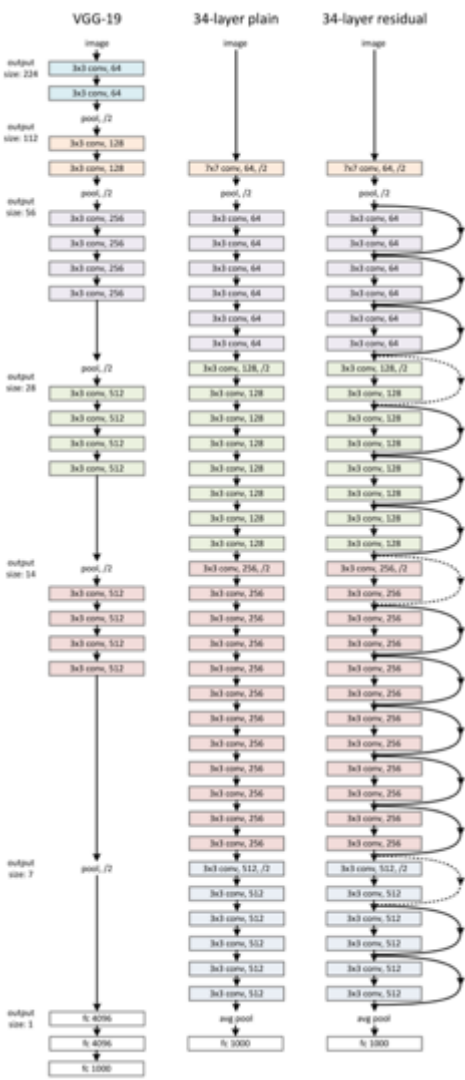 output
size: 224
output
size: 112
output
size: 56
output
size: 28
output
size: 14
output
size: 7
output
size: 1
VGG-19
image
3x3 conv, 64
3x3 conv, 64
pool, /2
3x3 conv, 128
3x3 conv, 128
pool, /2
3x3 conv, 256
3x3 conv, 256
3x3 conv, 256
3x3 conv, 256
pool, /2
3x3 conv, 512
3x3 conv, 512
3x3 conv, 512
3x3 conv, 512
pool, /2
3x3 conv, 512
3x3 conv, 512
3x3 conv, 512
3x3 conv, 512
pool, /2
fc 4096
fc 4096
fc 1000
34-layer plain
image
7x7 conv, 64, /2
pool, /2
3x3 conv, 64
3x3 conv, 64
3x3 conv, 64
3x3 conv, 64
3x3 conv, 64
3x3 conv, 64
3x3 conv, 128, /2
3x3 conv, 128
3x3 conv, 128
3x3 conv, 128
3x3 conv, 128
3x3 conv, 128
3x3 conv, 128
3x3 conv, 128
3x3 conv, 256, /2
3x3 conv, 256
3x3 conv, 256
3x3 conv, 256
3x3 conv, 256
3x3 conv, 256
3x3 conv, 256
3x3 conv, 256
3x3 conv, 256
3x3 conv, 256
3x3 conv, 256
3x3 conv, 256
3x3 conv, 512, /2
3x3 conv, 512
3x3 conv, 512
3x3 conv, 512
3x3 conv, 512
3x3 conv, 512
avg pool
fc 1000
34-layer residual
image
7x7 conv, 64, /2
pool, /2
3x3 conv, 64
3x3 conv, 64
3x3 conv, 64
3x3 conv, 64
3x3 conv, 64
3x3 conv, 64
3x3 conv, 128, /2
3x3 conv, 128
3x3 conv, 128
3x3 conv, 128
3x3 conv, 128
3x3 conv, 128
3x3 conv, 128
3x3 conv, 128
3x3 conv, 256, /2
3x3 conv, 256
3x3 conv, 256
3x3 conv, 256
3x3 conv, 256
3x3 conv, 256
3x3 conv, 256
3x3 conv, 256
3x3 conv, 256
3x3 conv, 256
3x3 conv, 256
3x3 conv, 256
3x3 conv, 512, /2
3x3 conv, 512
3x3 conv, 512
3x3 conv, 512
3x3 conv, 512
3x3 conv, 512
avg pool
fc 1000